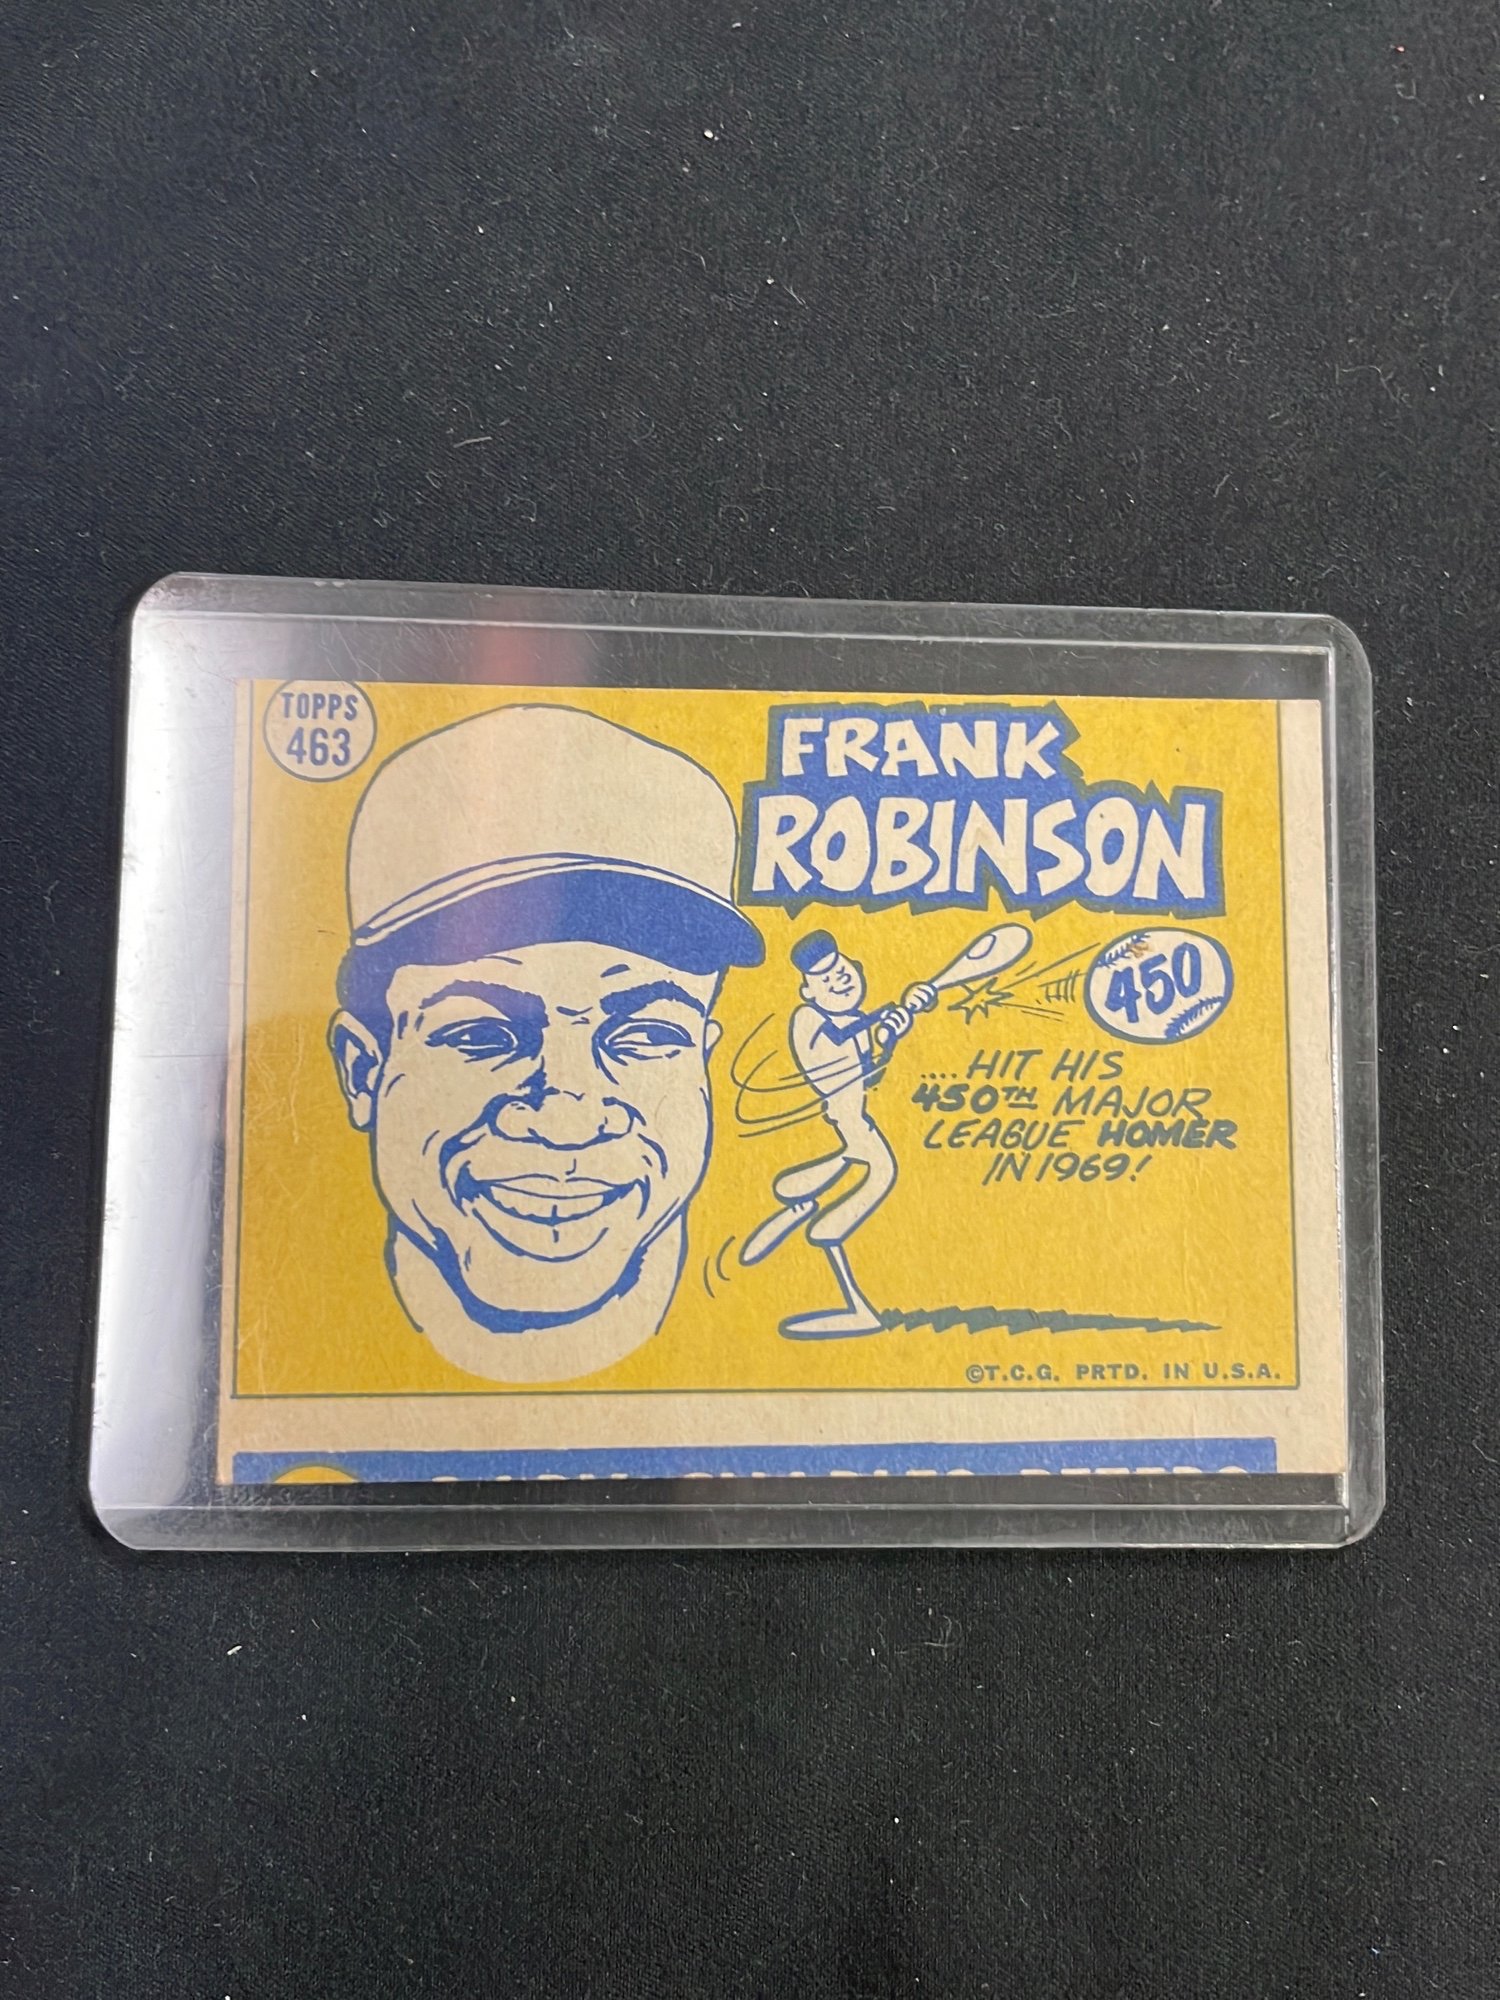 TOPPS
463
FRANK
ROBINSON
450
.... HIT HIS
450TH MAJOR
LEAGUE HOMER
IN 1969!
©T.C.G. PRTD. IN U.S.A.